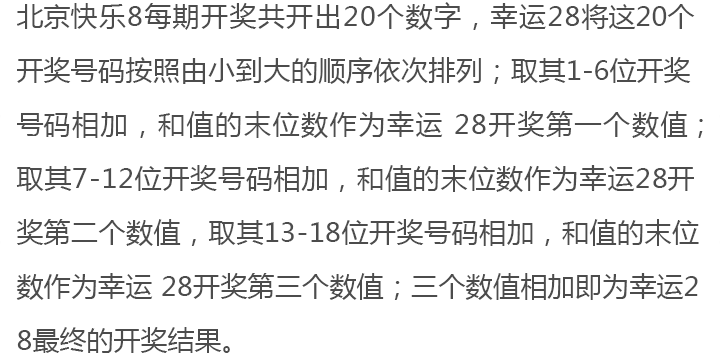 北京快乐8每期开奖共开出20个数字，幸运28将这20个
开奖号码按照由小到大的顺序依次排列；取其1-6位开奖
号码相加，和值的末位数作为幸运 28开奖第一个数值；
取其7-12位开奖号码相加，和值的末位数作为幸运28开
奖第二个数值，取其13-18位开奖号码相加，和值的末位
数作为幸运 28开奖第三个数值；三个数值相加即为幸运2
8最终的开奖结果。